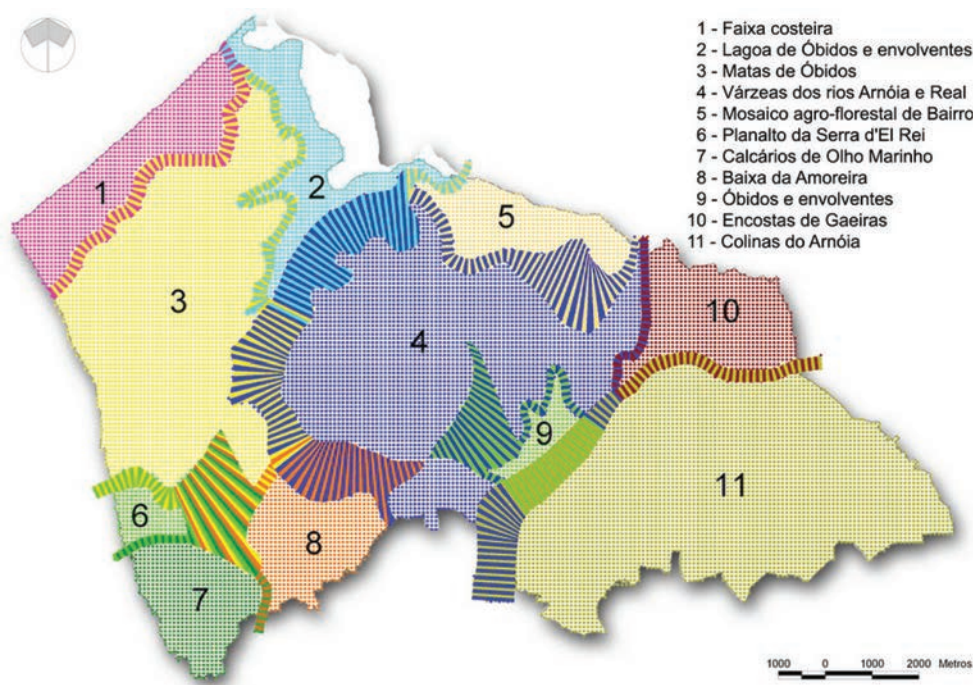 1 - Faixa costeira
2 - Lagoa de Óbidos e envolventes
3 - Matas de Óbidos
4 - Várzeas dos rios Arnóia e Real
5 - Mosaico agro-florestal de Bairro
6 - Planalto da Serra d'El Rei
7 - Calcários de Olho Marinho
8 - Baixa da Amoreira
9 - Óbidos e envolventes
10 - Encostas de Gaeiras
11 - Colinas do Arnóia
1
2
5
3
10
4
9
11
6
8
7
1000 0 1000 2000 Metros